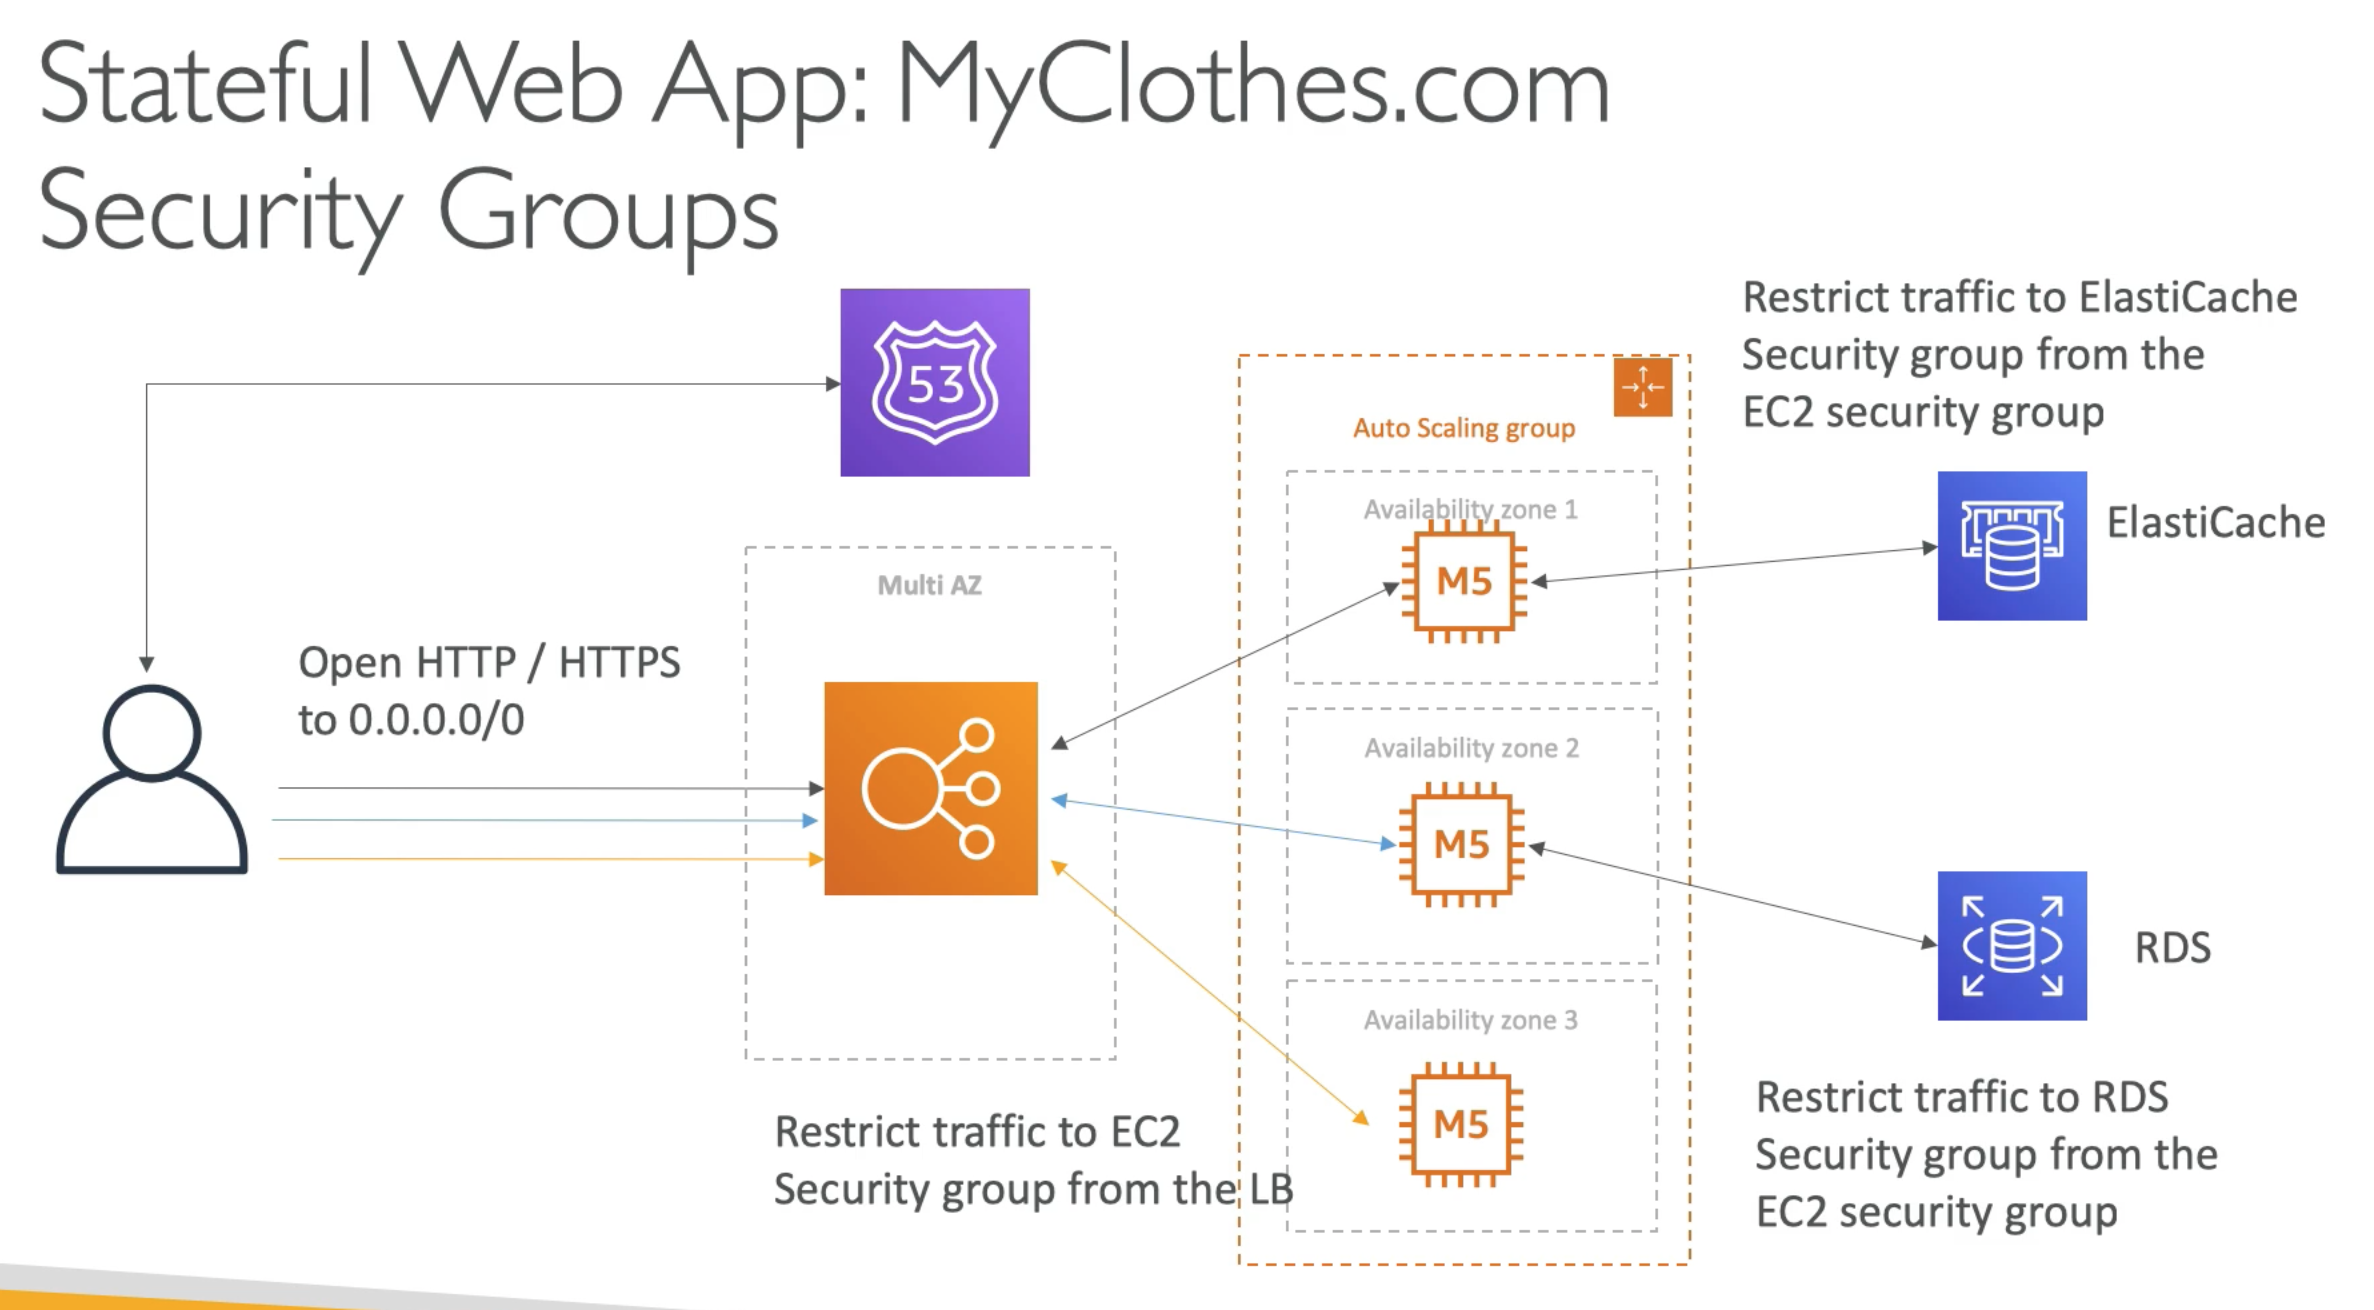 Stateful Web App: MyClothes.com
Security Groups
53
Restrict traffic to ElastiCache
Security group from the
EC2 security group
Auto Scaling group
Availability zone 1
M5
ElastiCache
Multi AZ
Open HTTP / HTTPS
to 0.0.0.0/0
Availability zone 2
M5
RDS
Availability zone 3
M5
Restrict traffic to EC2
Security group from the LB
Restrict traffic to RDS
Security group from the
EC2 security group